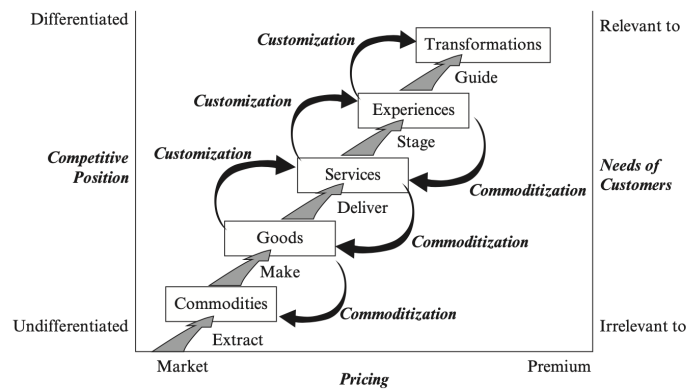 Differentiated
Relevant to
Customization
Transformations
Guide
Customization
Experiences
Stage
Competitive
Position
Customization
Services
Commoditization
Needs of
Customers
Deliver
Goods
Commoditization
Make
Commodities
Commoditization
Undifferentiated
Extract
Irrelevant to
Market
Pricing
Premium